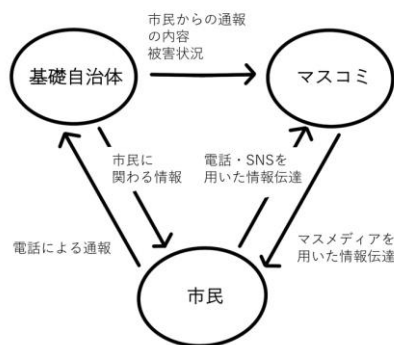 市民からの通報
の内容
被害状況
基礎自治体
マスコミ
市民に
関わる情報
電話・SNSを
用いた情報伝達
電話による通報
マスメディアを
用いた情報伝達
市民